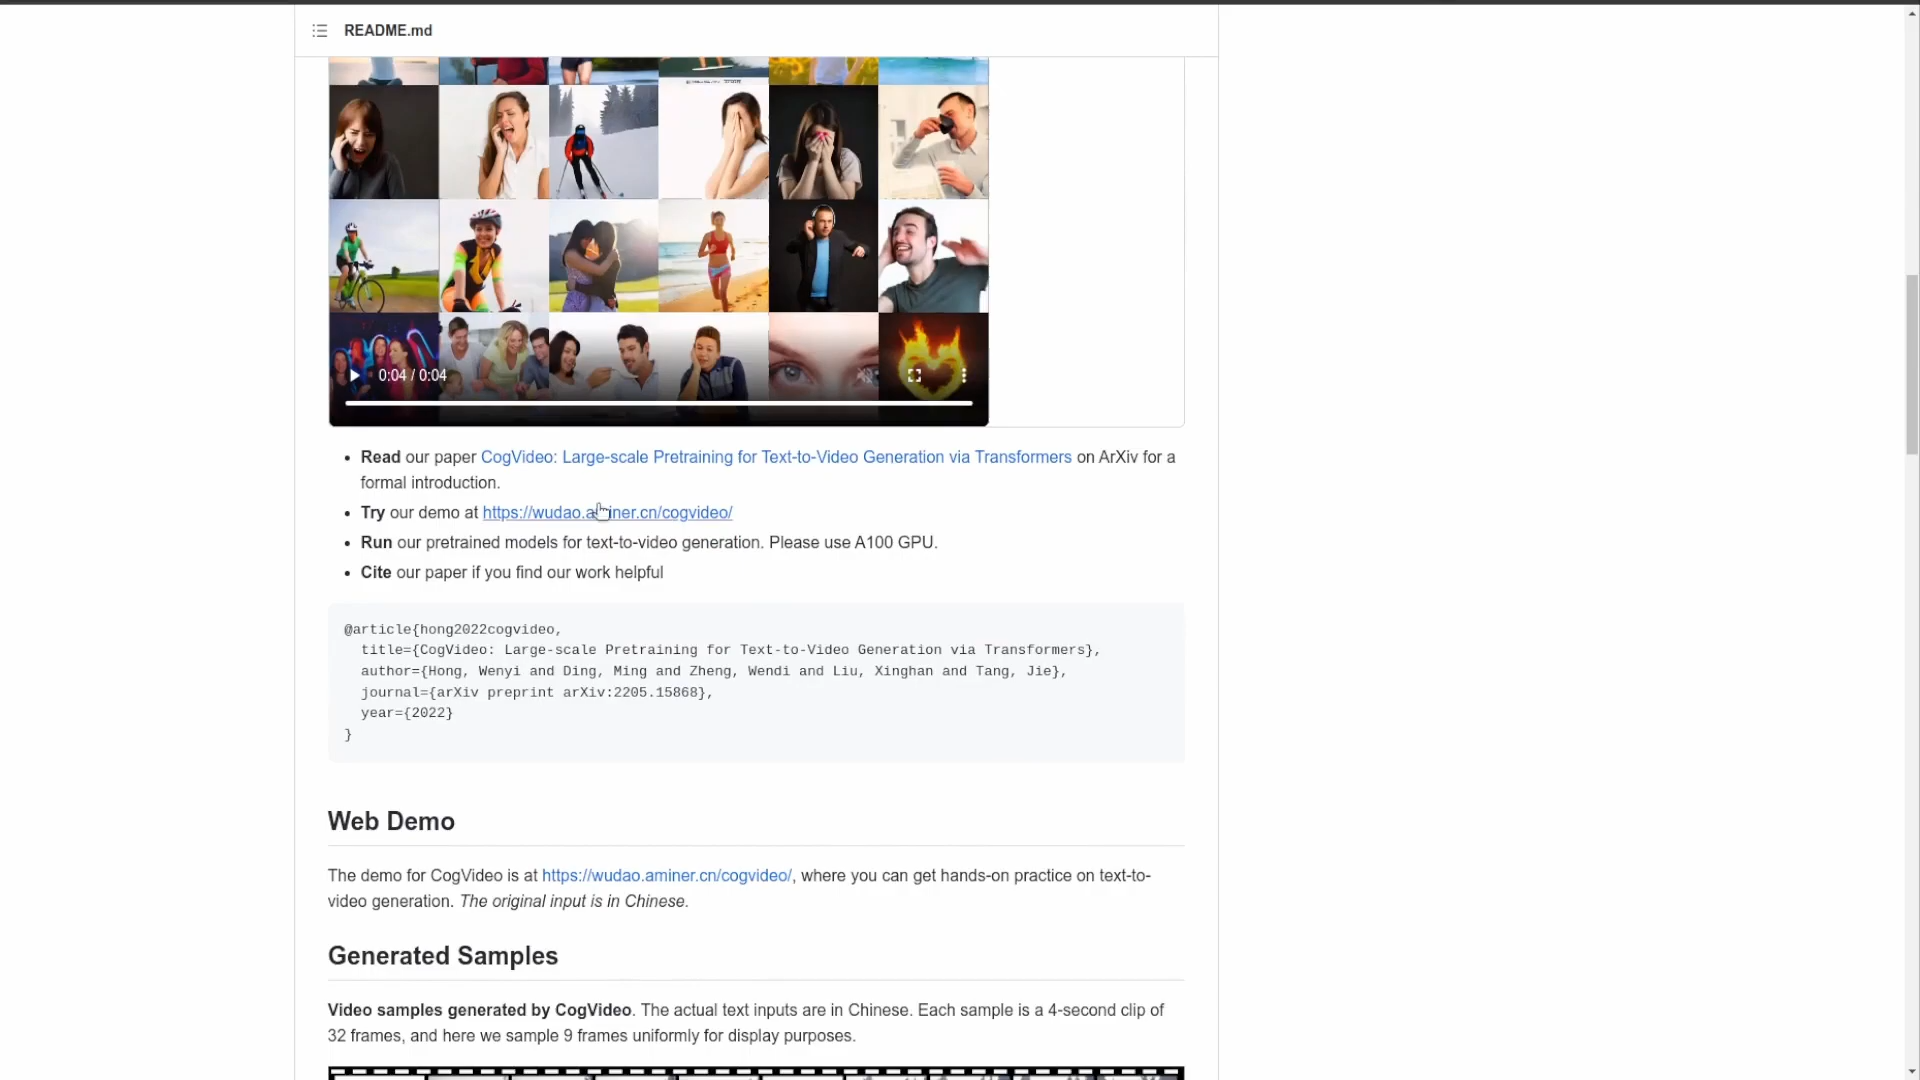 README.md
0:04 / 0:04
• Read our paper CogVideo: Large-scale Pretraining for Text-to-Video Generation via Transformers on ArXiv for a
formal introduction.
• Try our demo at https://wudao.aminer.cn/cogvideo/
• Run our pretrained models for text-to-video generation. Please use A100 GPU.
• Cite our paper if you find our work helpful
@article{hong2022cogvideo,
title={CogVideo: Large-scale Pretraining for Text-to-Video Generation via Transformers},
author={Hong, Wenyi and Ding, Ming and Zheng, Wendi and Liu, Xinghan and Tang, Jie},
journal={arXiv preprint arXiv:2205.15868},
year={2022}
}
Web Demo
The demo for CogVideo is at https://wudao.aminer.cn/cogvideo/, where you can get hands-on practice on text-to-
video generation. The original input is in Chinese.
Generated Samples
Video samples generated by CogVideo. The actual text inputs are in Chinese. Each sample is a 4-second clip of
32 frames, and here we sample 9 frames uniformly for display purposes.